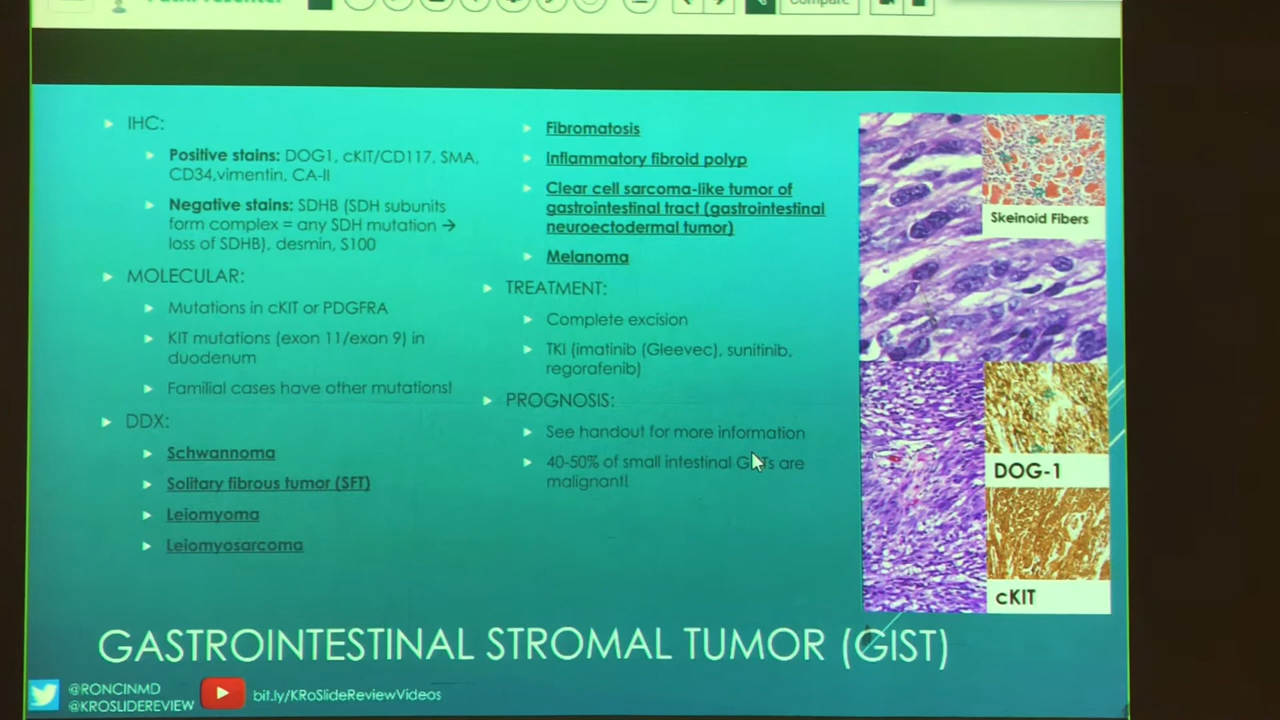 Path Presenter
Compare
IHC:
Positive stains: DOG1, cKIT/CD117, SMA,
CD34,vimentin, CA-II
Negative stains: SDHB (SDH subunits
form complex = any SDH mutation →
loss of SDHB), desmin, S100
MOLECULAR:
Mutations in cKIT or PDGFRA
KIT mutations (exon 11/exon 9) in
duodenum
Familial cases have other mutations!
DDX:
Schwannoma
Solitary fibrous tumor (SFT)
Leiomyoma
Leiomyosarcoma
Fibromatosis
Inflammatory fibroid polyp
Clear cell sarcoma-like tumor of
gastrointestinal tract (gastrointestinal
neuroectodermal tumor)
Melanoma
TREATMENT:
Complete excision
TKI (imatinib (Gleevec), sunitinib,
regorafenib)
PROGNOSIS:
See handout for more information
40-50% of small intestinal GISTs are
malignant!
Skeinoid Fibers
DOG-1
cKIT
GASTROINTESTINAL STROMAL TUMOR (GIST)
@RONCINMD
@KROSLIDEREVIEW
bit.ly/KRoSlideReviewVideos